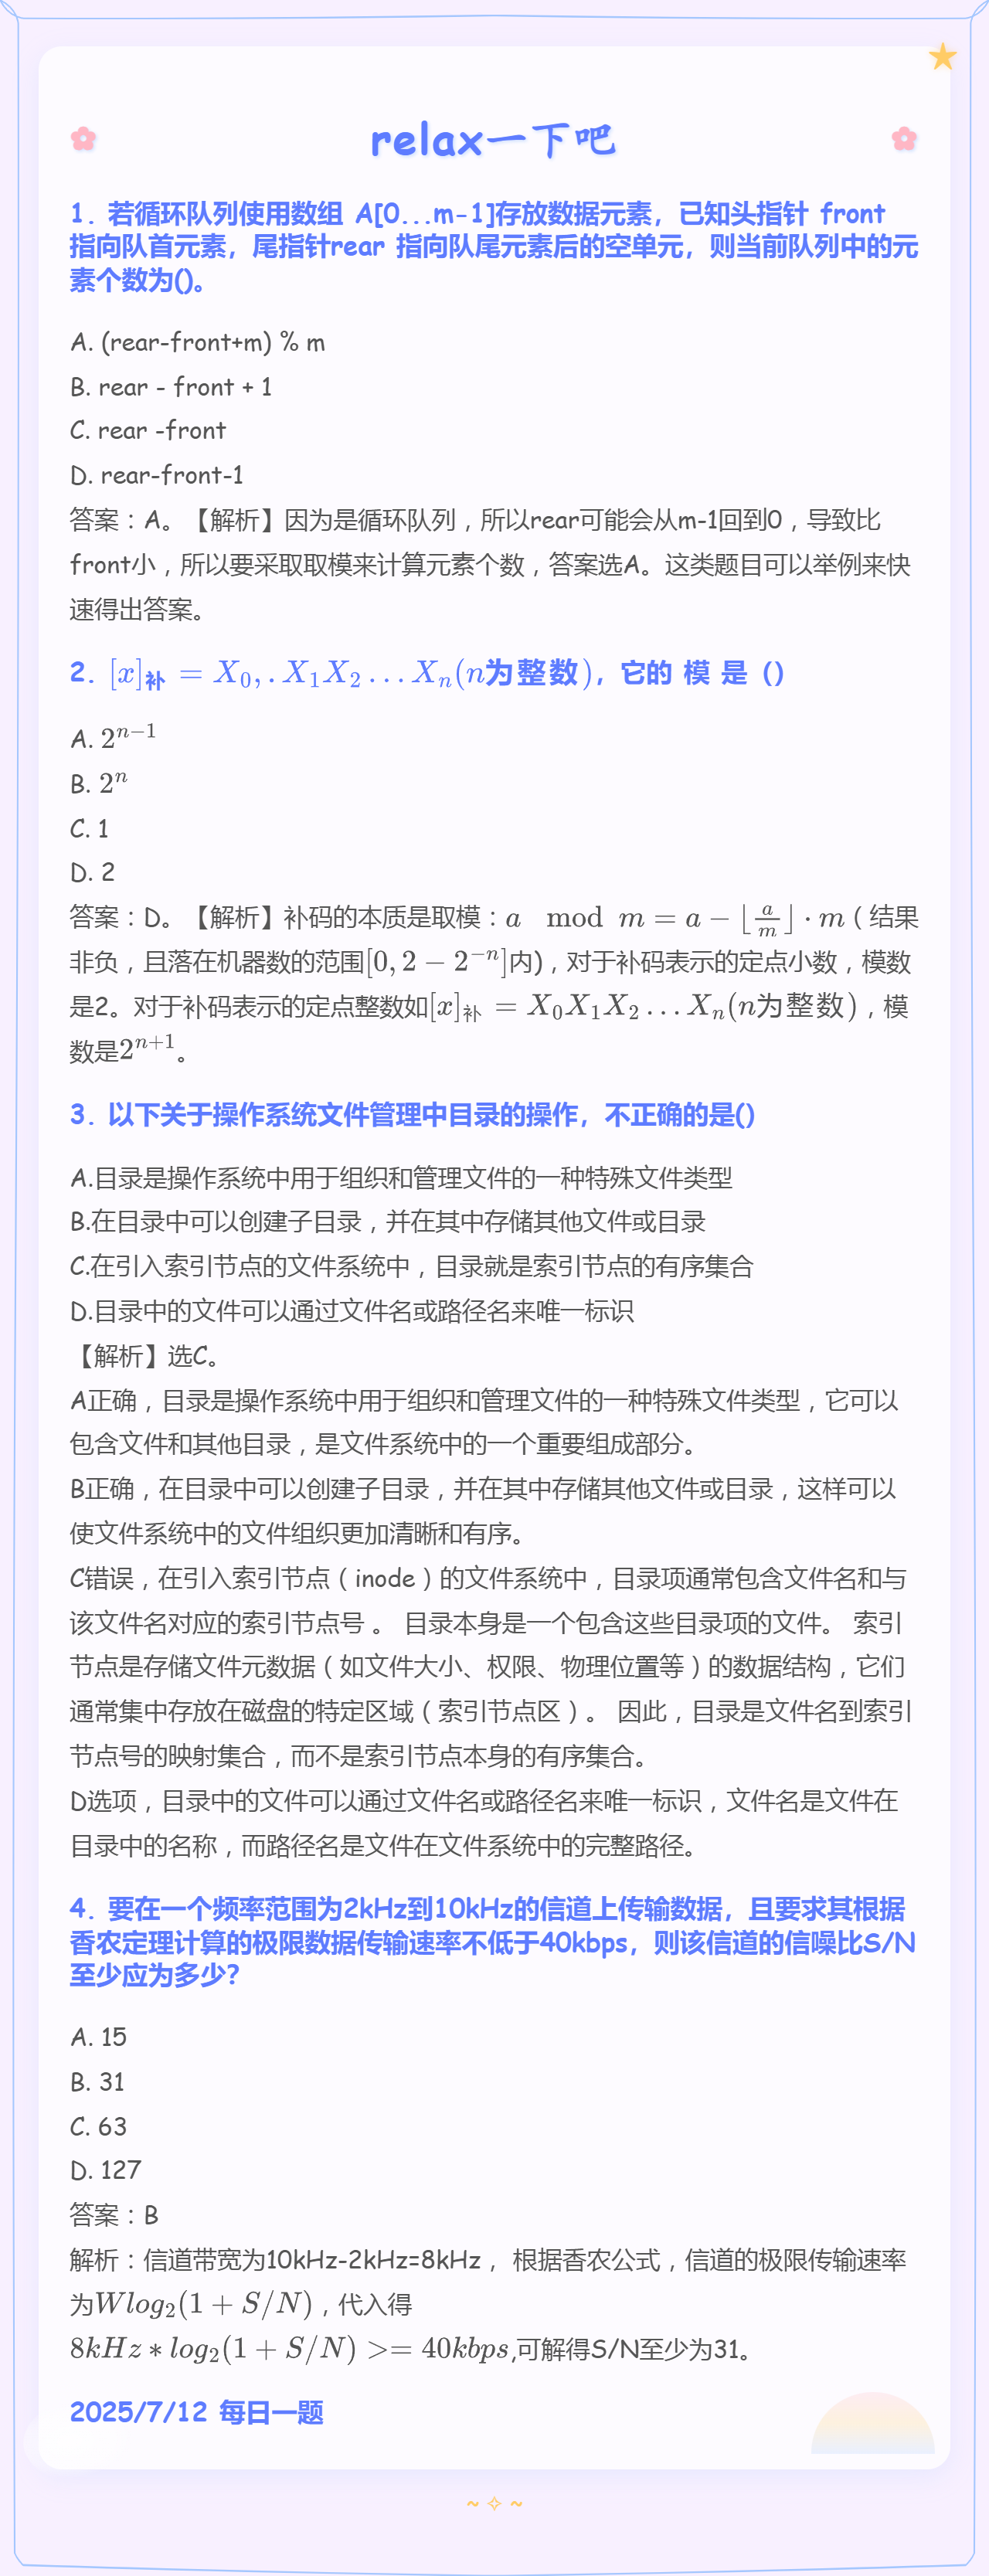 relax一下吧
1. 若循环队列使用数组 A[0...m-1]存放数据元素，已知头指针 front
指向队首元素，尾指针rear 指向队尾元素后的空单元，则当前队列中的元
素个数为()。
A. (rear-front+m) % m
B. rear - front + 1
C. rear -front
D. rear-front-1
答案：A。【解析】因为是循环队列，所以rear可能会从m-1回到0，导致比
front小，所以要采取取模来计算元素个数，答案选A。这类题目可以举例来快
速得出答案。
2. $[x]_补 = X_0,.X_1X_2...X_n(n为整数)$，它的 模 是（）
A. $2^{n-1}$
B. $2^n$
C. 1
D. 2
答案：D。【解析】补码的本质是取模：$a \mod m = a - \lfloor \frac{a}{m} \rfloor \cdot m$ ( 结果
非负，且落在机器数的范围$[0, 2 - 2^{-n}]$内)，对于补码表示的定点小数，模数
是2。对于补码表示的定点整数如$[x]_补 = X_0X_1X_2...X_n(n为整数)$，模
数是$2^{n+1}$。
3. 以下关于操作系统文件管理中目录的操作，不正确的是()
A.目录是操作系统中用于组织和管理文件的一种特殊文件类型
B.在目录中可以创建子目录，并在其中存储其他文件或目录
C.在引入索引节点的文件系统中，目录就是索引节点的有序集合
D.目录中的文件可以通过文件名或路径名来唯一标识
【解析】选C。
A正确，目录是操作系统中用于组织和管理文件的一种特殊文件类型，它可以
包含文件和其他目录，是文件系统中的一个重要组成部分。
B正确，在目录中可以创建子目录，并在其中存储其他文件或目录，这样可以
使文件系统中的文件组织更加清晰和有序。
C错误，在引入索引节点（inode）的文件系统中，目录项通常包含文件名和与
该文件名对应的索引节点号 。 目录本身是一个包含这些目录项的文件。 索引
节点是存储文件元数据（如文件大小、权限、物理位置等）的数据结构，它们
通常集中存放在磁盘的特定区域（索引节点区）。 因此，目录是文件名到索引
节点号的映射集合，而不是索引节点本身的有序集合。
D选项，目录中的文件可以通过文件名或路径名来唯一标识，文件名是文件在
目录中的名称，而路径名是文件在文件系统中的完整路径。
4. 要在一个频率范围为2kHz到10kHz的信道上传输数据，且要求其根据
香农定理计算的极限数据传输速率不低于40kbps，则该信道的信噪比S/N
至少应为多少？
A. 15
B. 31
C. 63
D. 127
答案：B
解析：信道带宽为10kHz-2kHz=8kHz， 根据香农公式，信道的极限传输速率
为$Wlog_2(1 + S/N)$，代入得
$8kHz * log_2(1 + S/N) >= 40kbps$,可解得S/N至少为31。
2025/7/12 每日一题